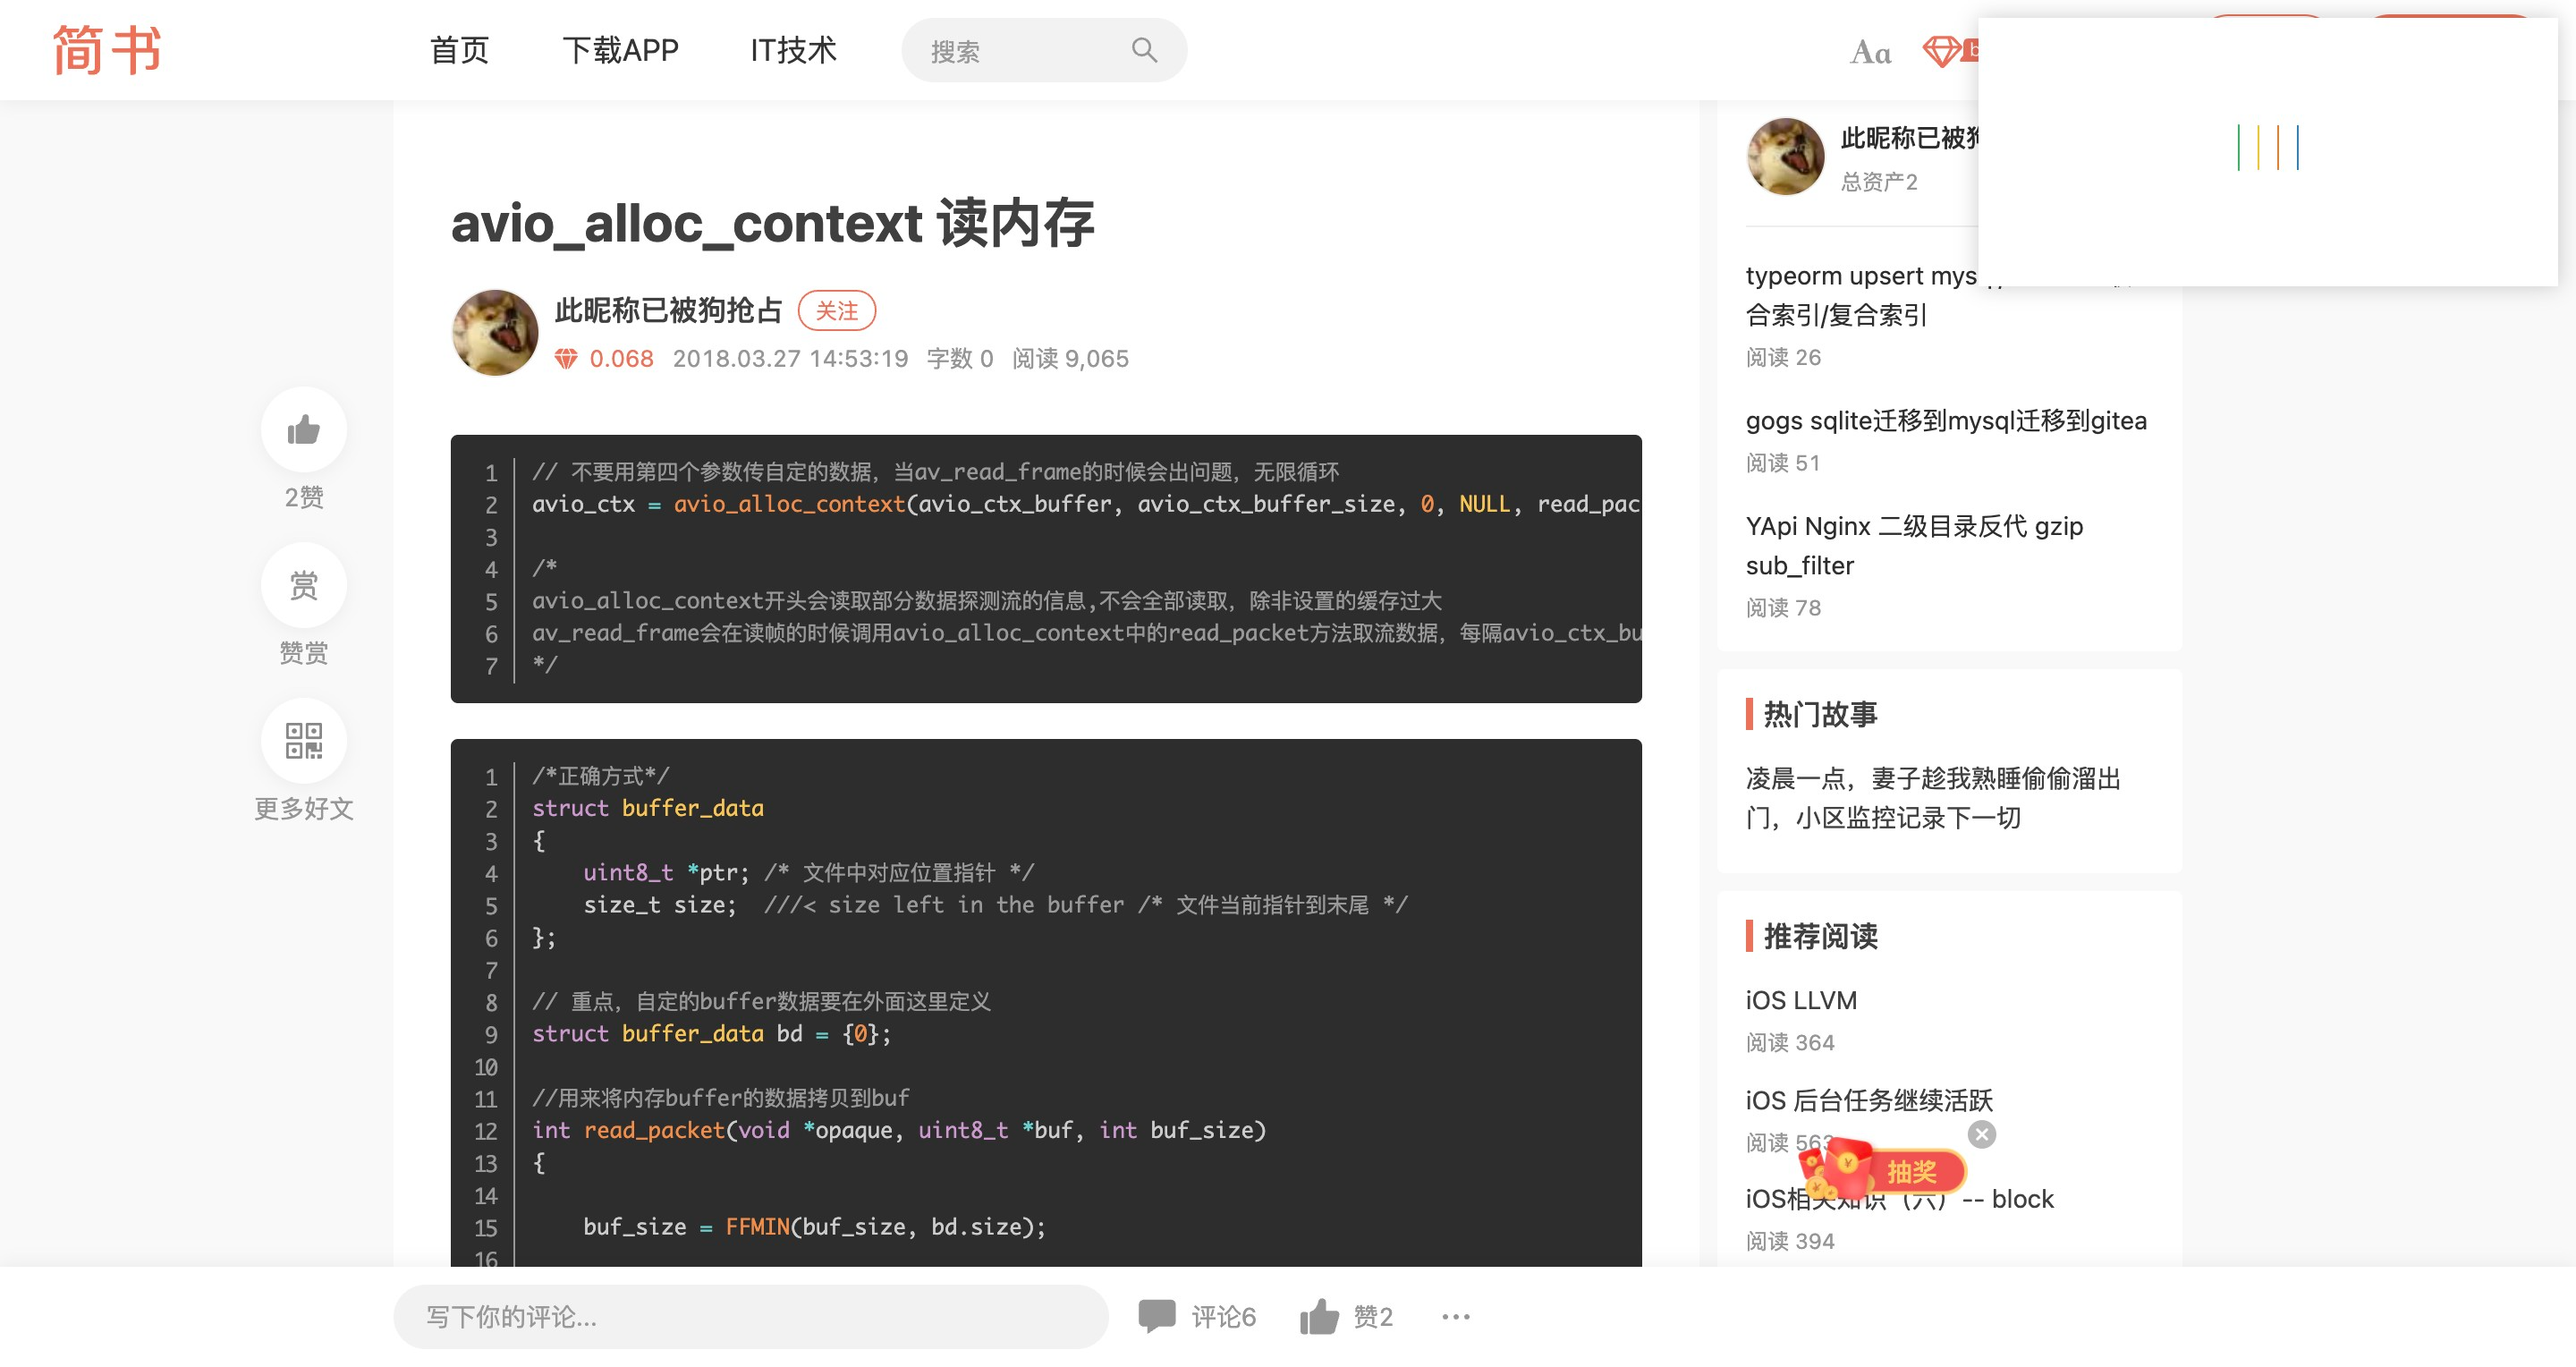 简书
首页
下载APP
IT技术
搜索
Aa
avio_alloc_context 读内存
此昵称已被狗抢占
关注
0.068 2018.03.27 14:53:19 字数 0 阅读 9,065
2赞
赏
赞赏
更多好文
1 // 不要用第四个参数传自定的数据，当av_read_frame的时候会出问题，无限循环
2 avio_ctx = avio_alloc_context(avio_ctx_buffer, avio_ctx_buffer_size, 0, NULL, read_pac
3
4 /*
5 avio_alloc_context开头会读取部分数据探测流的信息,不会全部读取，除非设置的缓存过大
6 av_read_frame会在读帧的时候调用avio_alloc_context中的read_packet方法取流数据，每隔avio_ctx_bu
7 */
1 /*正确方式*/
2 struct buffer_data
3 {
4 uint8_t *ptr; /* 文件中对应位置指针 */
5 size_t size; ///< size left in the buffer /* 文件当前指针到末尾 */
6 };
7
8 // 重点，自定的buffer数据要在外面这里定义
9 struct buffer_data bd = {0};
10
11 //用来将内存buffer的数据拷贝到buf
12 int read_packet(void *opaque, uint8_t *buf, int buf_size)
13 {
14
15 buf_size = FFMIN(buf_size, bd.size);
16
此昵称已被狗
总资产2
typeorm upsert mys
合索引/复合索引
阅读 26
gogs sqlite迁移到mysql迁移到gitea
阅读 51
YApi Nginx 二级目录反代 gzip
sub_filter
阅读 78
热门故事
凌晨一点，妻子趁我熟睡偷偷溜出
门，小区监控记录下一切
推荐阅读
iOS LLVM
阅读 364
iOS 后台任务继续活跃
阅读 563
抽奖
iOS相关知识（六）-- block
阅读 394
写下你的评论...
评论6
赞2